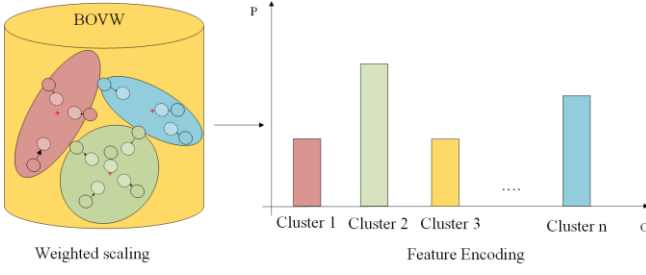 BOVW
P
Cluster 1
Cluster 2
Cluster 3
....
Cluster n
Weighted scaling
Feature Encoding